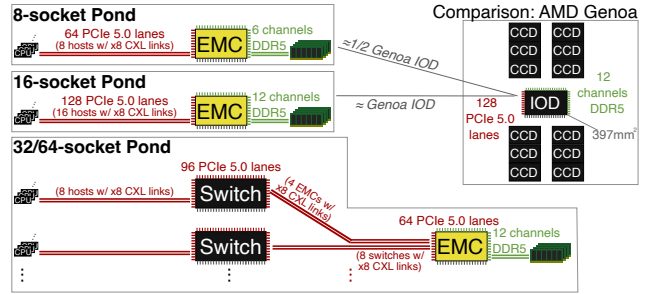 8-socket Pond
64 PCIe 5.0 lanes
(8 hosts w/ x8 CXL links)
CPU
EMC
6 channels
DDR5
16-socket Pond
128 PCIe 5.0 lanes
(16 hosts w/ x8 CXL links)
CPU
EMC
12 channels
DDR5
≈1/2 Genoa IOD
≈ Genoa IOD
Comparison: AMD Genoa
CCD CCD
CCD CCD
CCD CCD
128
PCIe 5.0
lanes
IOD
12
channels
DDR5
397mm²
CCD CCD
CCD CCD
CCD CCD
32/64-socket Pond
96 PCIe 5.0 lanes
(8 hosts w/ x8 CXL links)
CPU
Switch
(4 EMCs w/
x8 CXL links)
64 PCIe 5.0 lanes
EMC
12 channels
DDR5
CPU
Switch
(8 switches w/
x8 CXL links)